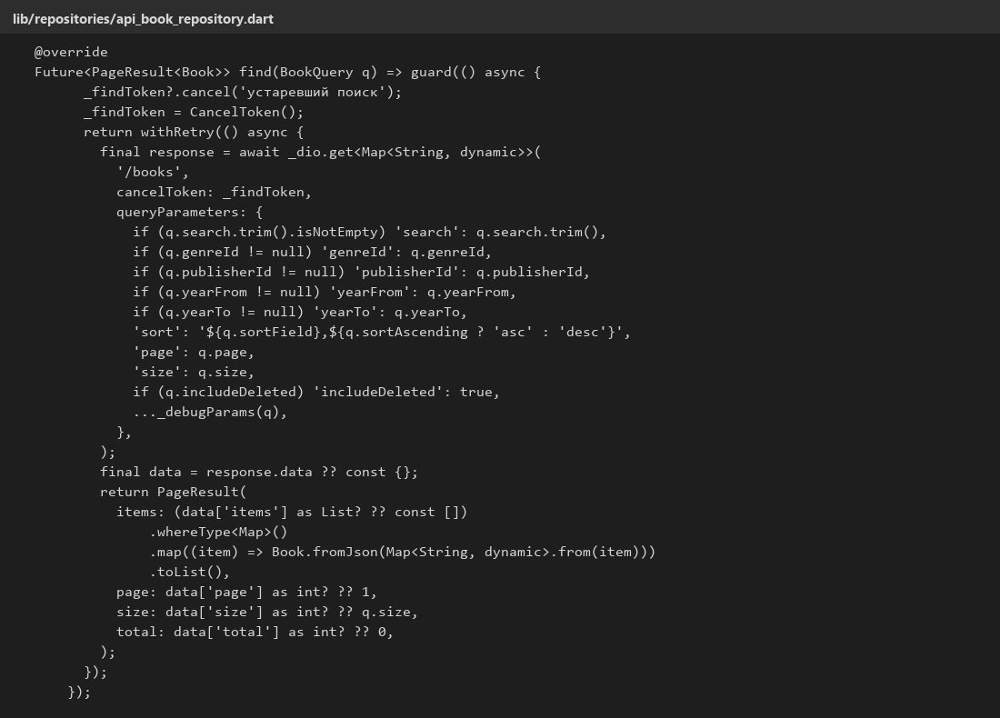 lib/repositories/api_book_repository.dart
@override
Future<PageResult<Book>> find(BookQuery q) => guard(() async {
_findToken?.cancel('устаревший поиск');
_findToken = CancelToken();
return withRetry(() async {
final response = await _dio.get<Map<String, dynamic>>(
'/books',
cancelToken: _findToken,
queryParameters: {
if (q.search.trim().isNotEmpty) 'search': q.search.trim(),
if (q.genreId != null) 'genreId': q.genreId,
if (q.publisherId != null) 'publisherId': q.publisherId,
if (q.yearFrom != null) 'yearFrom': q.yearFrom,
if (q.yearTo != null) 'yearTo': q.yearTo,
'sort': '${q.sortField},${q.sortAscending ? 'asc' : 'desc'}',
'page': q.page,
'size': q.size,
if (q.includeDeleted) 'includeDeleted': true,
..._debugParams(q),
},
);
final data = response.data ?? const {};
return PageResult(
items: (data['items'] as List? ?? const [])
.whereType<Map>()
.map((item) => Book.fromJson(Map<String, dynamic>.from(item)))
.toList(),
page: data['page'] as int? ?? 1,
size: data['size'] as int? ?? q.size,
total: data['total'] as int? ?? 0,
);
});
});